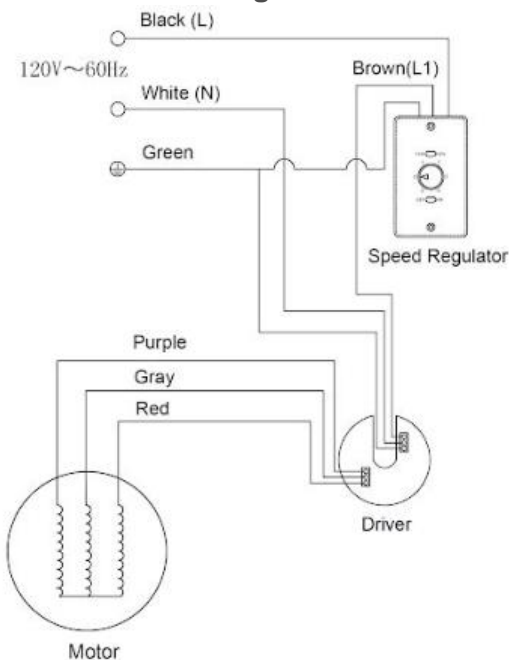 Black (L)
120V～60Hz
Brown(L1)
White (N)
Green
Speed Regulator
Purple
Gray
Red
Driver
Motor